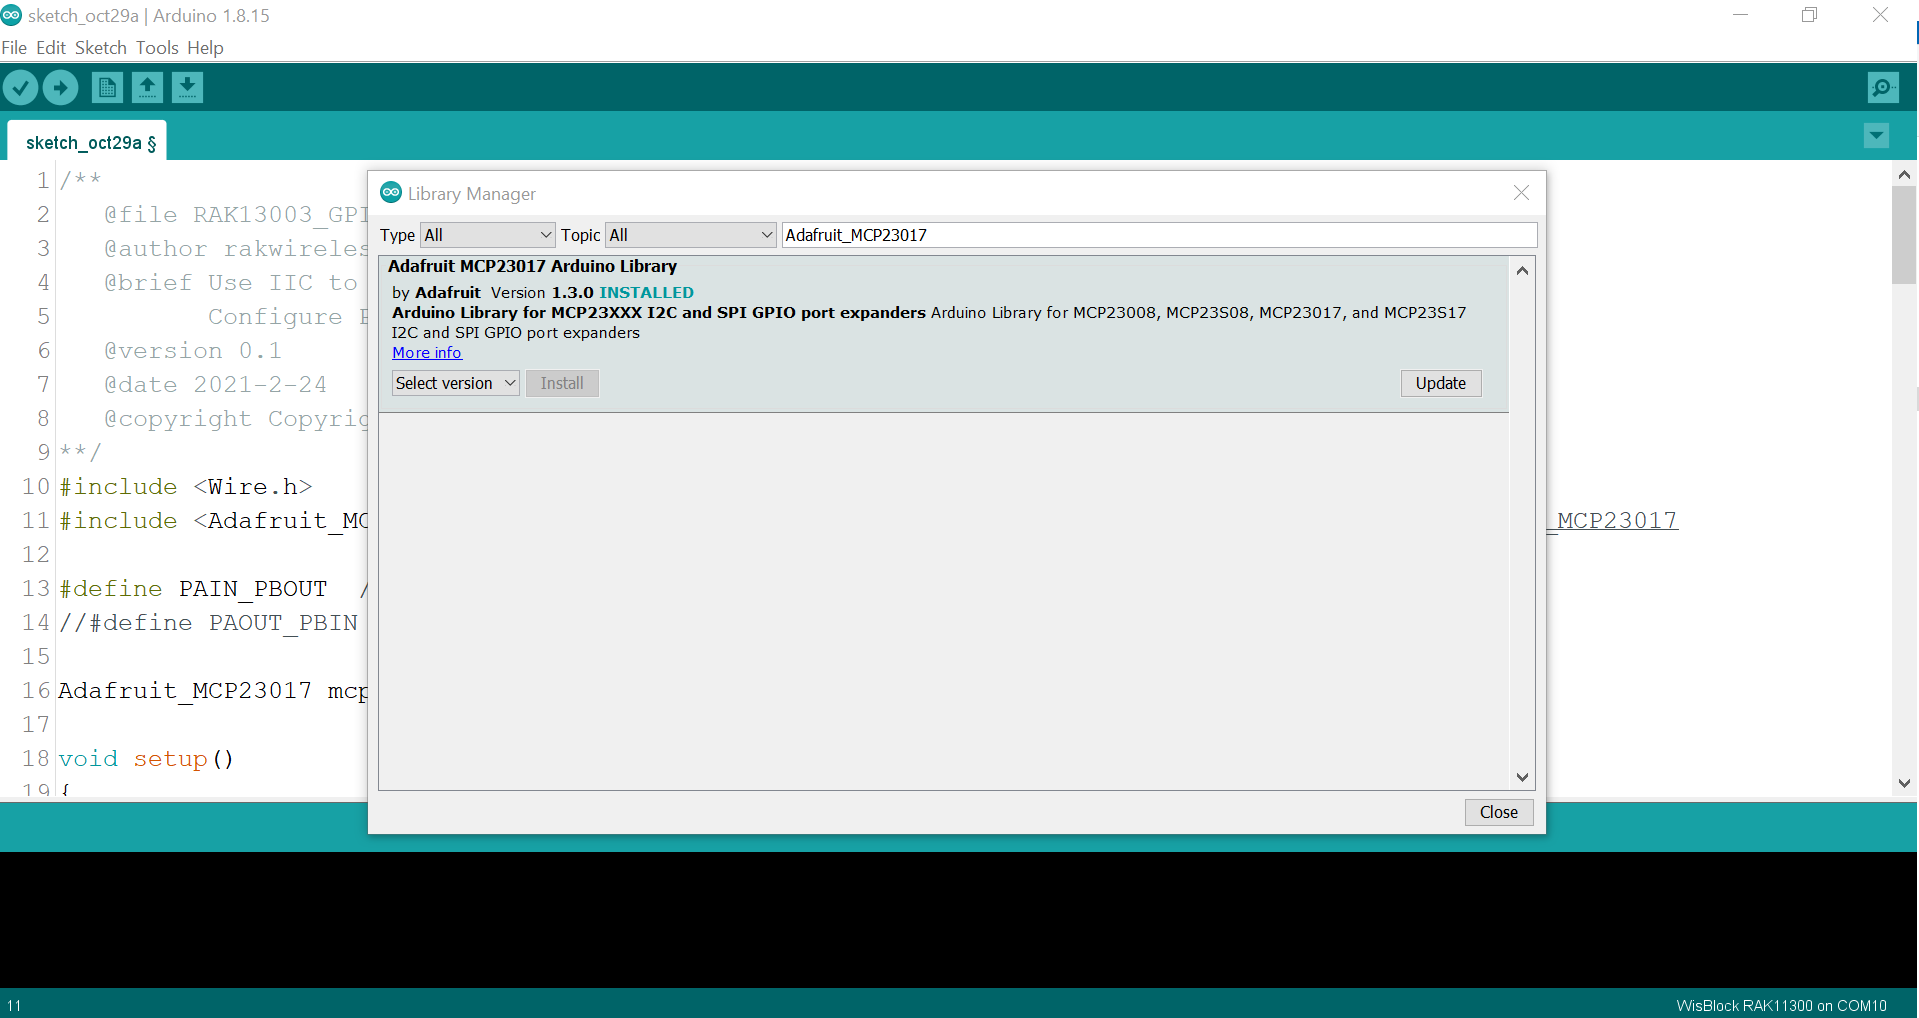 sketch_oct29a | Arduino 1.8.15
File Edit Sketch Tools Help
sketch_oct29a §
1 /**
2 @file RAK13003_GPI
3 @author rakwireles
4 @brief Use IIC to
5 Configure P
6 @version 0.1
7 @date 2021-2-24
8 @copyright Copyric
9 **/
10 #include <Wire.h>
11 #include <Adafruit_MC _MCP23017
12
13 #define PAIN_PBOUT /
14 //#define PAOUT_PBIN
15
16 Adafruit_MCP23017 mcp
17
18 void setup()
19 {
Library Manager
Type All Topic All Adafruit_MCP23017
Adafruit MCP23017 Arduino Library
by Adafruit Version 1.3.0 INSTALLED
Arduino Library for MCP23XXX I2C and SPI GPIO port expanders Arduino Library for MCP23008, MCP23S08, MCP23017, and MCP23S17
I2C and SPI GPIO port expanders
More info
Select version Install Update
Close
11 WisBlock RAK11300 on COM10